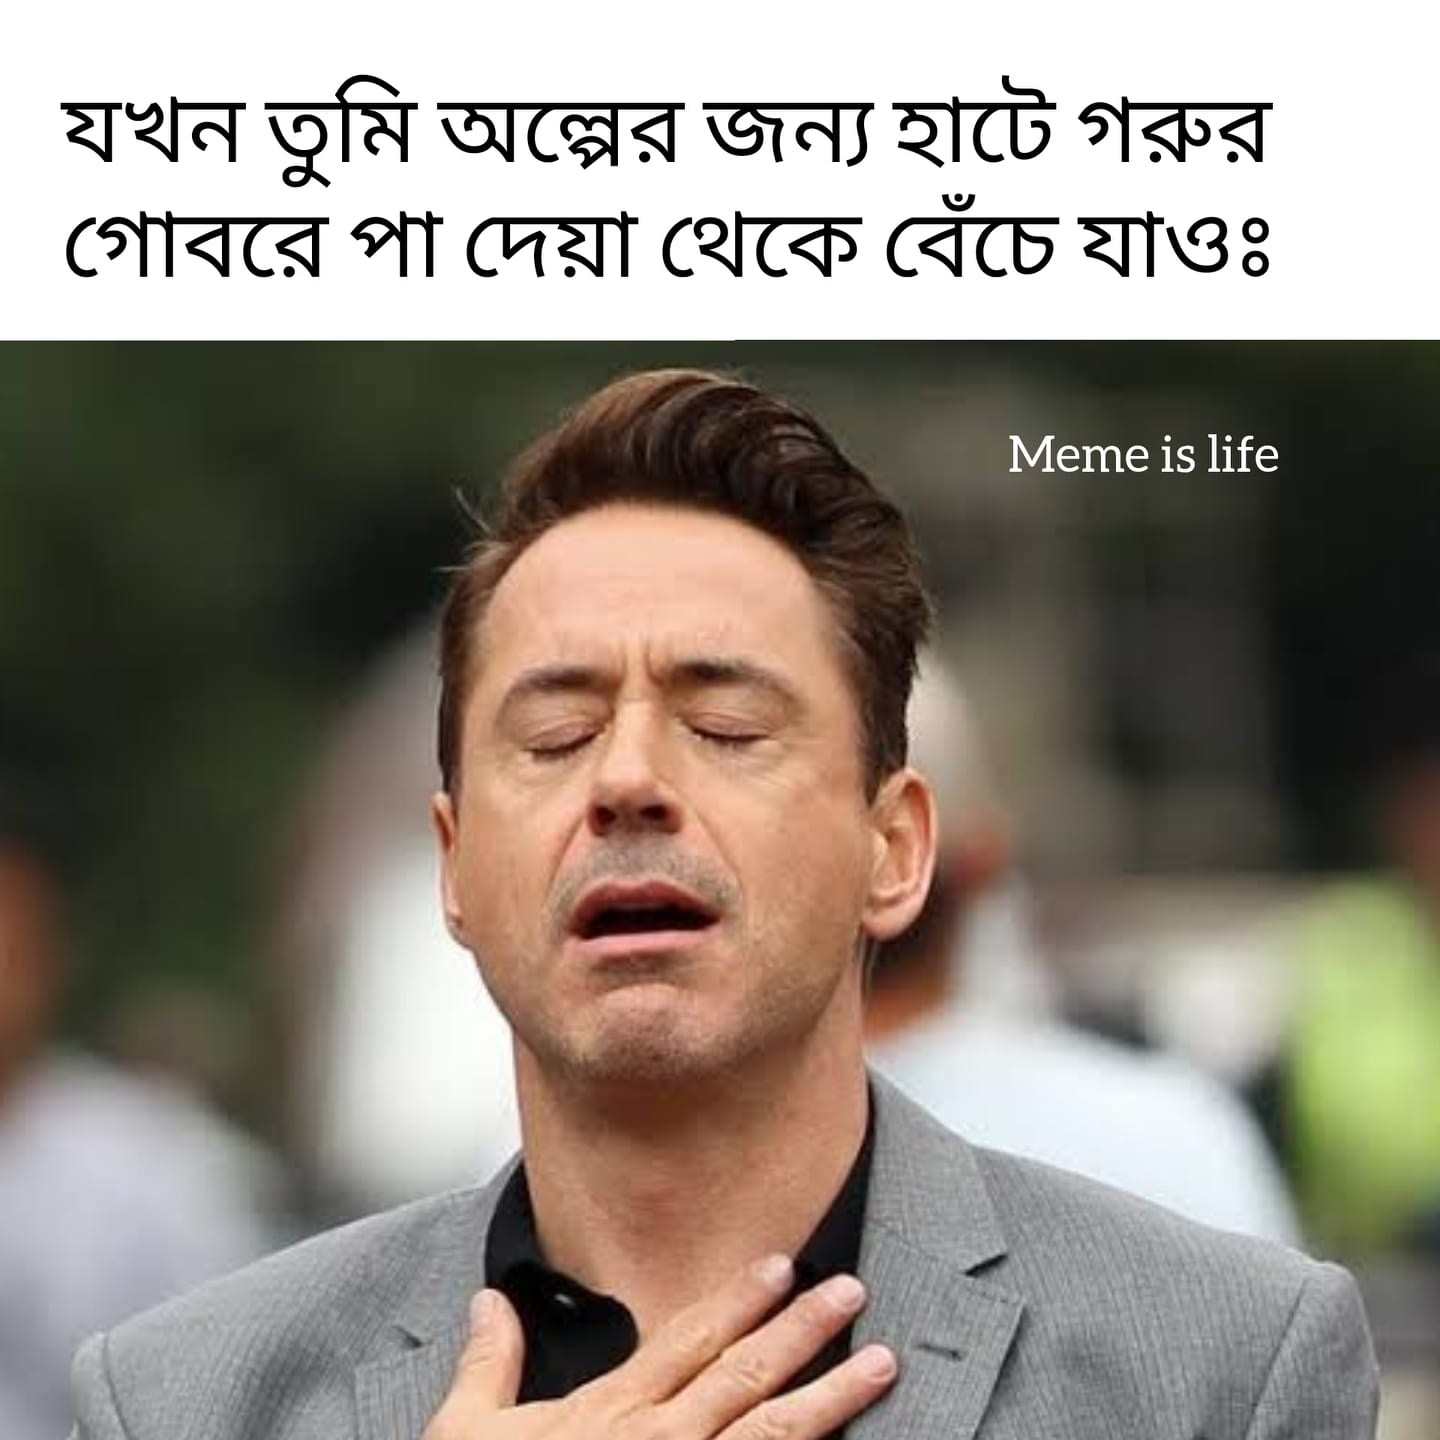 যখন তুমি অল্পের জন্য হাটে গরুর
গোবরে পা দেয়া থেকে বেঁচে যাওঃ
Meme is life